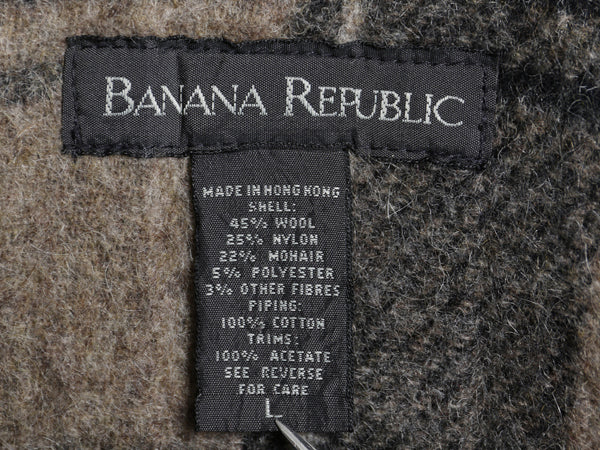 BANANA REPUBLIC
MADE IN HONG KONG
SHELL:
45% WOOL
25% NYLON
22% MOHAIR
5% POLYESTER
3% OTHER FIBRES
PIPING:
100% COTTON
TRIMS:
100% ACETATE
SEE REVERSE
FOR CARE
L